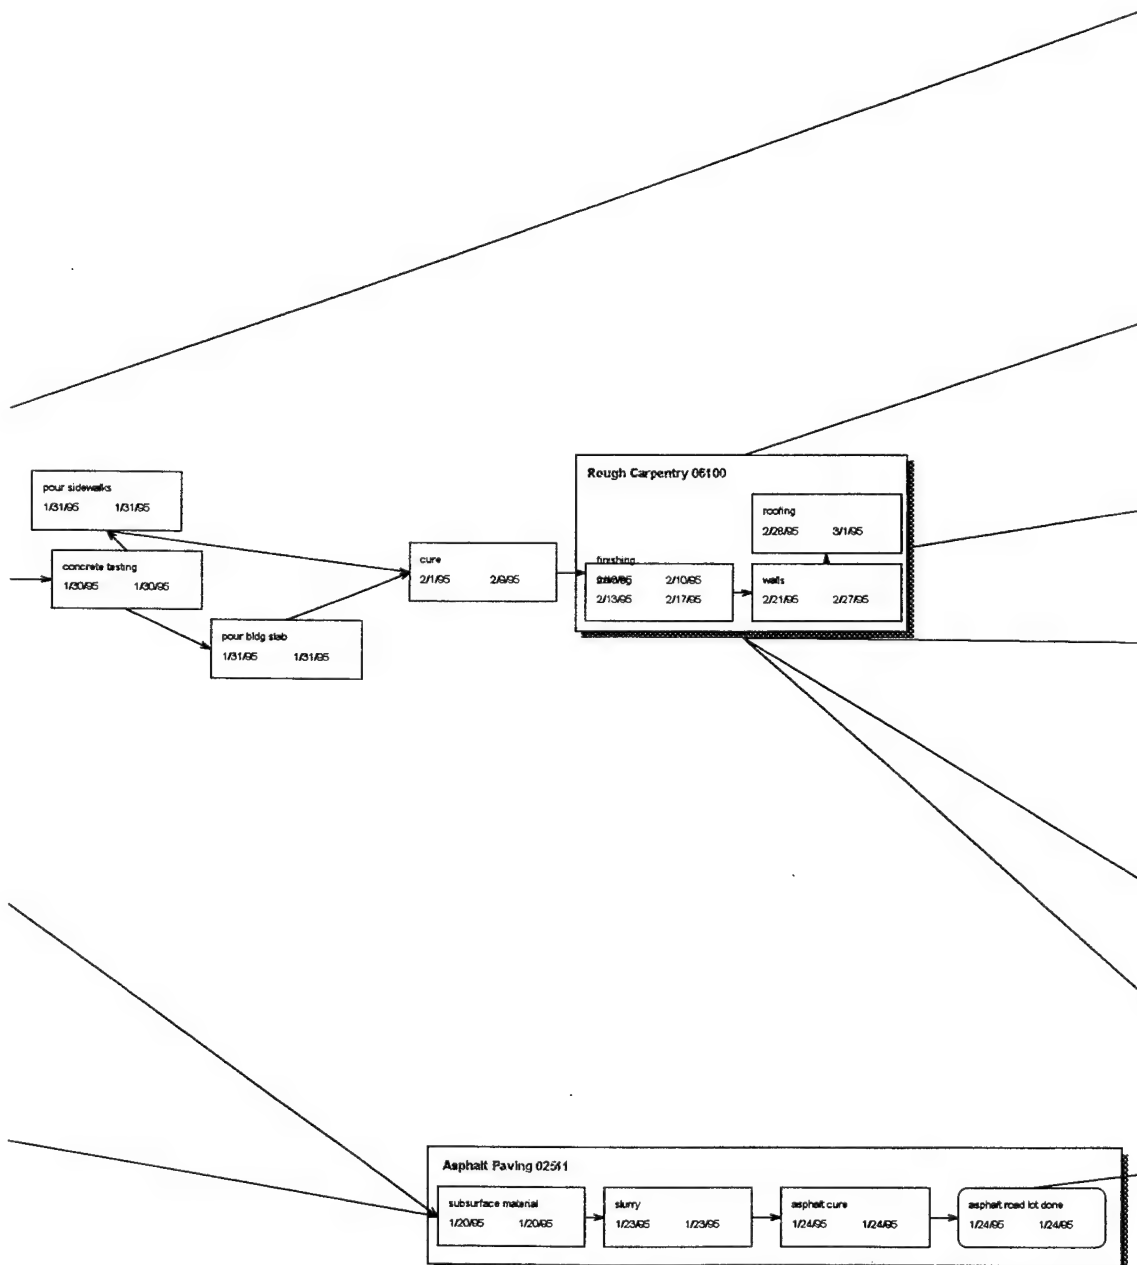 Rough Carpentry 06100
pour sidewalks
1/31/95 1/31/95
roofing
2/28/95 3/1/95
concrete testing
1/30/95 1/30/95
cure
2/1/95 2/9/95
finishing
2/10/95
2/13/95 2/17/95
walls
2/21/95 2/27/95
pour bldg slab
1/31/95 1/31/95
Asphalt Paving 02511
subsurface material
1/20/95 1/20/95
slurry
1/23/95 1/23/95
asphalt cure
1/24/95 1/24/95
asphalt road lot done
1/24/95 1/24/95